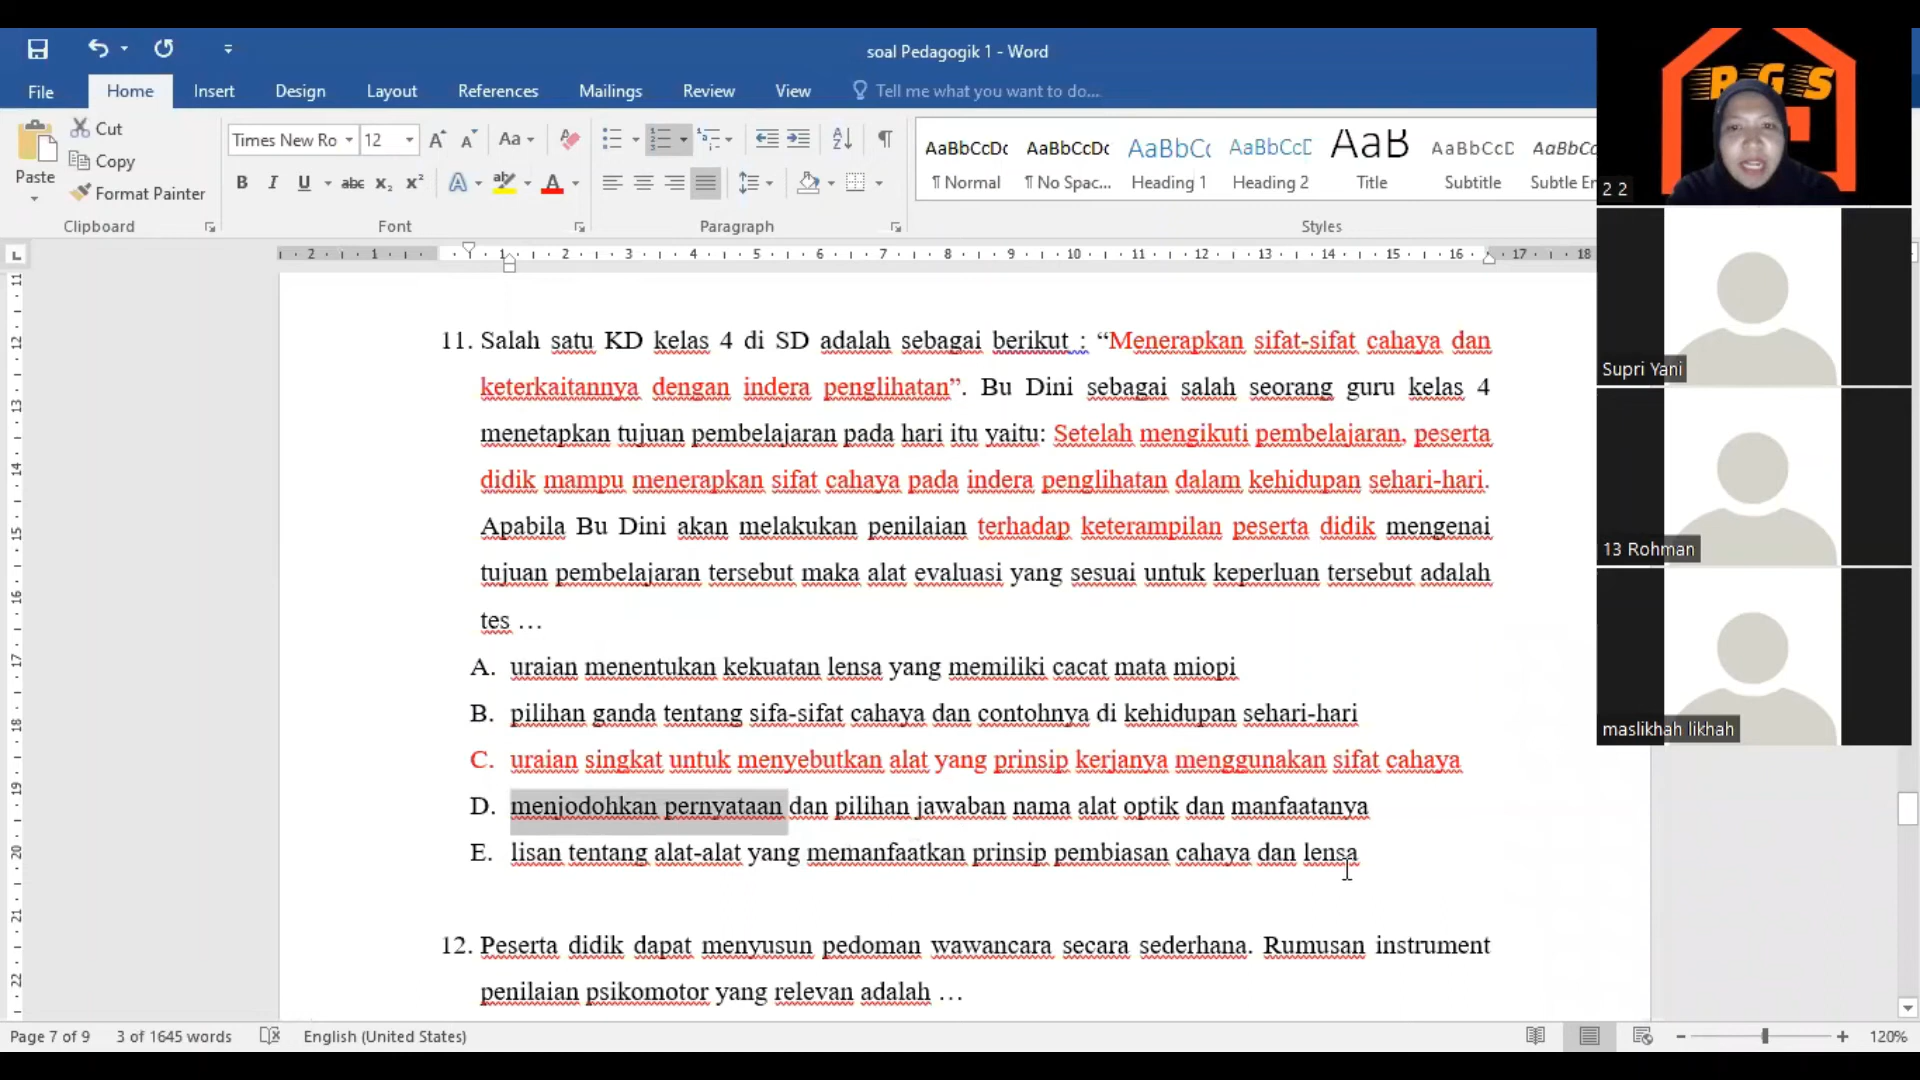 soal Pedagogik 1 - Word
File Home Insert Design Layout References Mailings Review View Tell me what you want to do...
Cut
Copy
Format Painter
Paste
Clipboard
Times New Ro 12
Font
Paragraph
AaBbCcDc AaBbCcDc AaBbC AaBbCcD AaB AaBbCcD AaBbCc
¶ Normal ¶ No Spac... Heading 1 Heading 2 Title Subtitle Subtle En
Styles
RGS
2 2
Supri Yani
13 Rohman
maslikhah likhah
11. Salah satu KD kelas 4 di SD adalah sebagai berikut : “Menerapkan sifat-sifat cahaya dan
keterkaitannya dengan indera penglihatan”. Bu Dini sebagai salah seorang guru kelas 4
menetapkan tujuan pembelajaran pada hari itu yaitu: Setelah mengikuti pembelajaran, peserta
didik mampu menerapkan sifat cahaya pada indera penglihatan dalam kehidupan sehari-hari.
Apabila Bu Dini akan melakukan penilaian terhadap keterampilan peserta didik mengenai
tujuan pembelajaran tersebut maka alat evaluasi yang sesuai untuk keperluan tersebut adalah
tes …
A. uraian menentukan kekuatan lensa yang memiliki cacat mata miopi
B. pilihan ganda tentang sifa-sifat cahaya dan contohnya di kehidupan sehari-hari
C. uraian singkat untuk menyebutkan alat yang prinsip kerjanya menggunakan sifat cahaya
D. menjodohkan pernyataan dan pilihan jawaban nama alat optik dan manfaatanya
E. lisan tentang alat-alat yang memanfaatkan prinsip pembiasan cahaya dan lensa
12. Peserta didik dapat menyusun pedoman wawancara secara sederhana. Rumusan instrument
penilaian psikomotor yang relevan adalah …
Page 7 of 9 3 of 1645 words English (United States) 120%